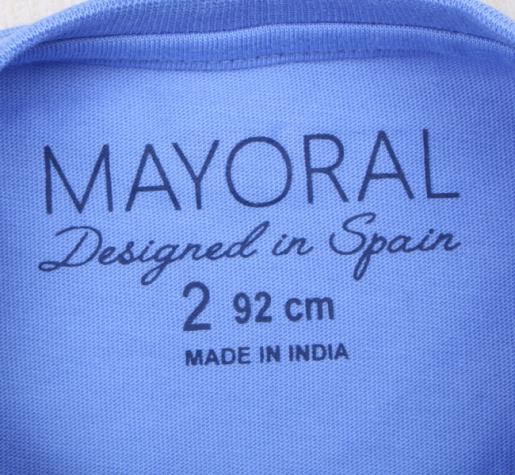 MAYORAL
Designed in Spain
2 92 cm
MADE IN INDIA